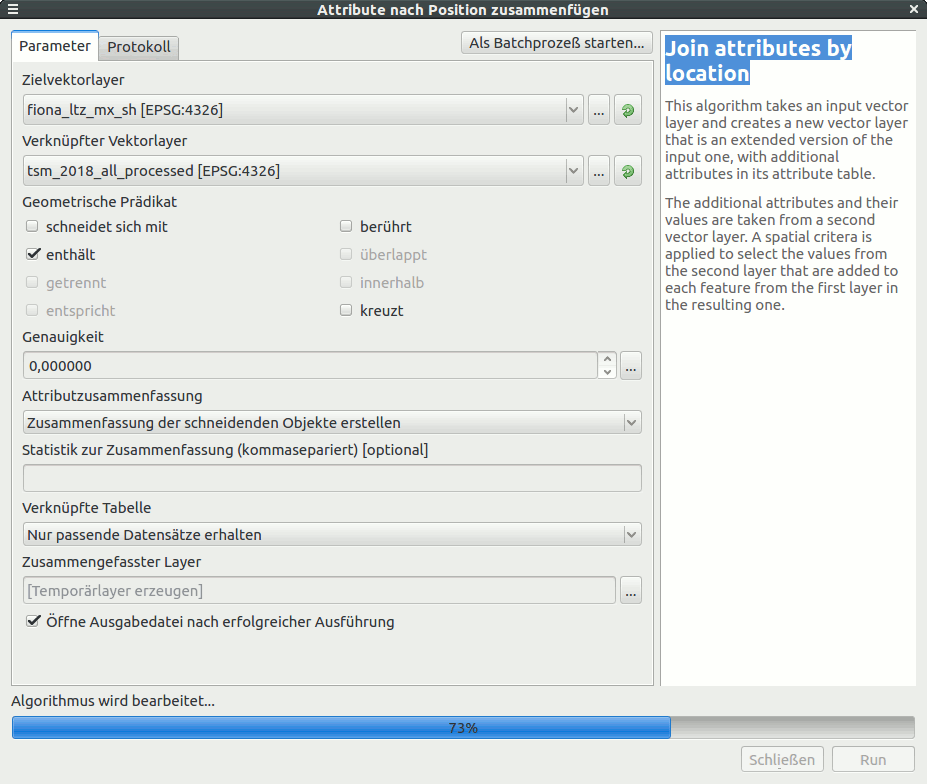 Attribute nach Position zusammenfügen
Parameter
Protokoll
Als Batchprozeß starten...
Zielvektorlayer
fiona_ltz_mx_sh [EPSG:4326]
...
Verknüpfter Vektorlayer
tsm_2018_all_processed [EPSG:4326]
...
Geometrische Prädikat
schneidet sich mit
berührt
enthält
überlappt
getrennt
innerhalb
entspricht
kreuzt
Genauigkeit
0,000000
...
Attributzusammenfassung
Zusammenfassung der schneidenden Objekte erstellen
Statistik zur Zusammenfassung (kommasepariert) [optional]
Verknüpfte Tabelle
Nur passende Datensätze erhalten
Zusammengefasster Layer
[Temporärlayer erzeugen]
...
Öffne Ausgabedatei nach erfolgreicher Ausführung
Join attributes by
location
This algorithm takes an input vector
layer and creates a new vector layer
that is an extended version of the
input one, with additional
attributes in its attribute table.
The additional attributes and their
values are taken from a second
vector layer. A spatial critera is
applied to select the values from
the second layer that are added to
each feature from the first layer in
the resulting one.
Algorithmus wird bearbeitet...
73%
Schließen
Run